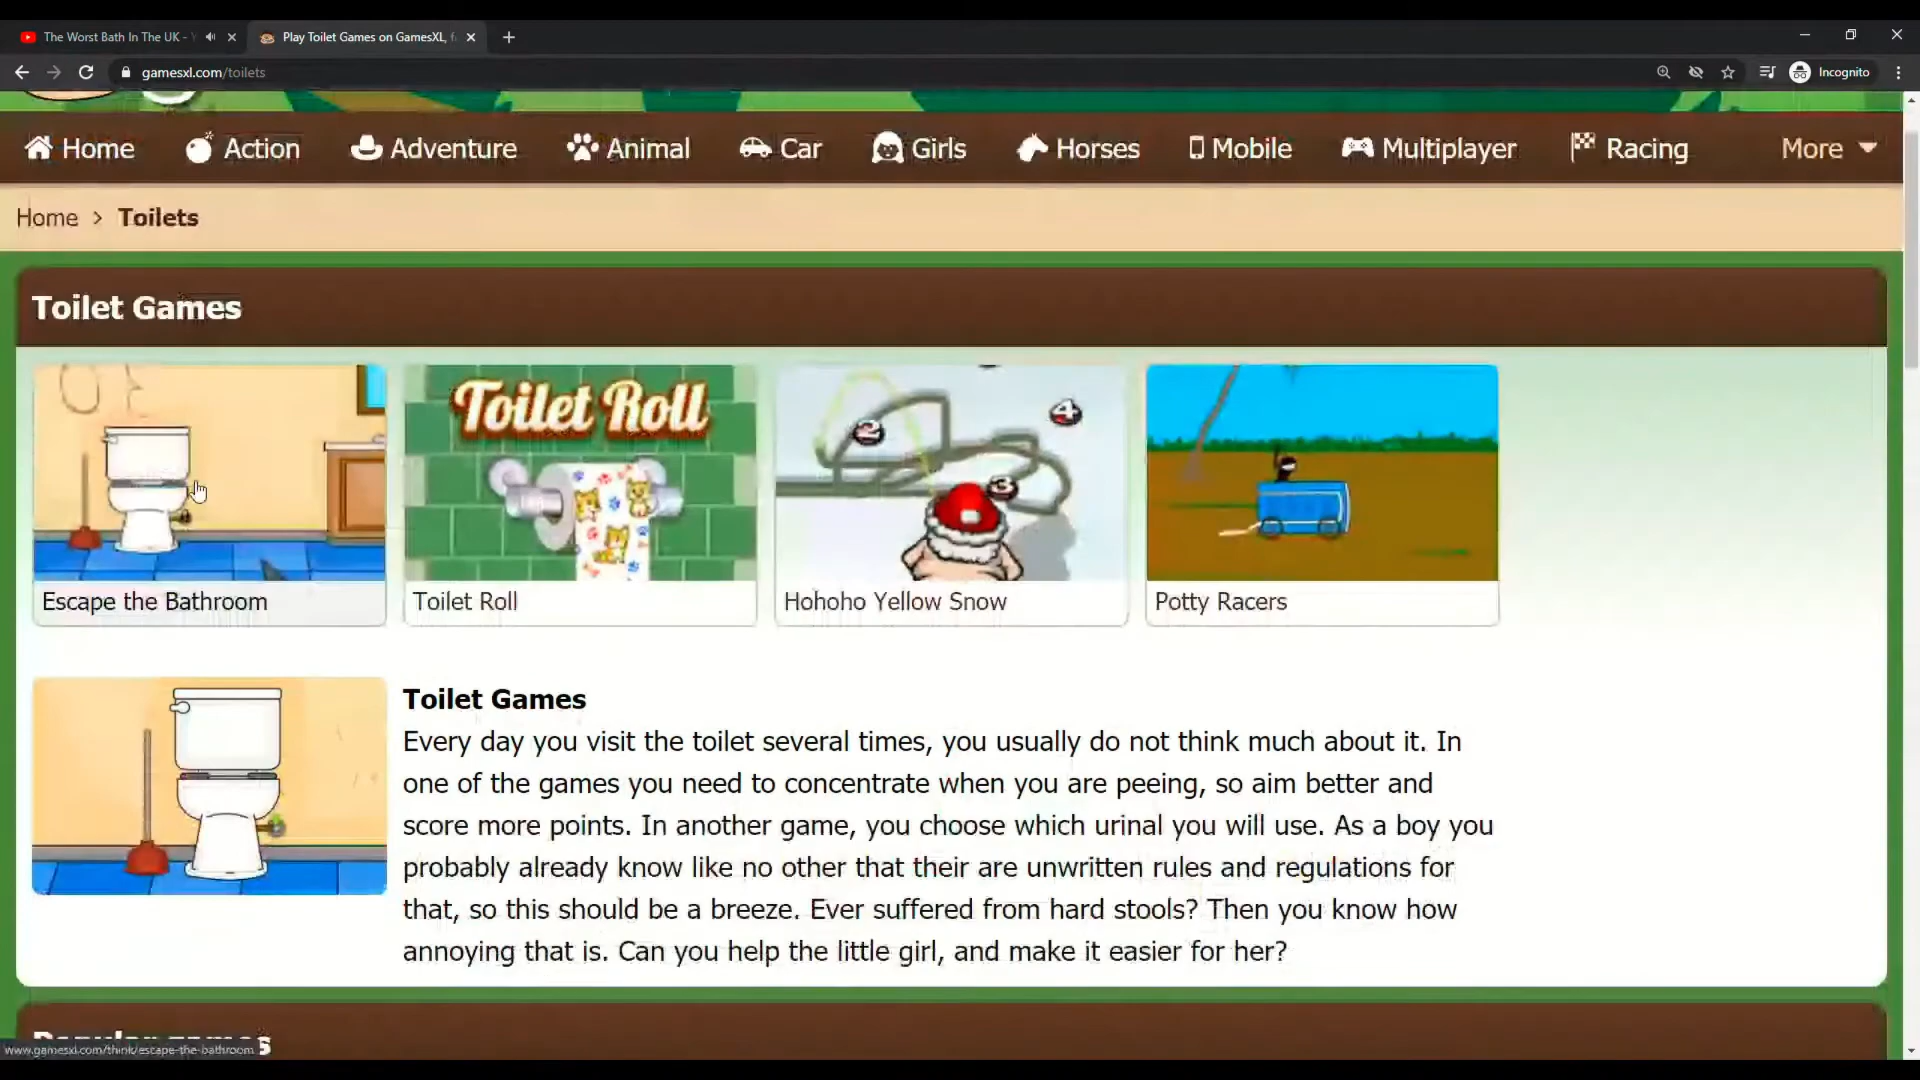 The Worst Bath In The UK -
Play Toilet Games on GamesXL, f
gamesxl.com/toilets
Incognito
Home
Action
Adventure
Animal
Car
Girls
Horses
Mobile
Multiplayer
Racing
More
Home > Toilets
Toilet Games
Toilet Roll
2
4
3
Escape the Bathroom
Toilet Roll
Hohoho Yellow Snow
Potty Racers
Toilet Games
Every day you visit the toilet several times, you usually do not think much about it. In
one of the games you need to concentrate when you are peeing, so aim better and
score more points. In another game, you choose which urinal you will use. As a boy you
probably already know like no other that their are unwritten rules and regulations for
that, so this should be a breeze. Ever suffered from hard stools? Then you know how
annoying that is. Can you help the little girl, and make it easier for her?
Popular games
www.gamesxl.com/think/escape-the-bathroom